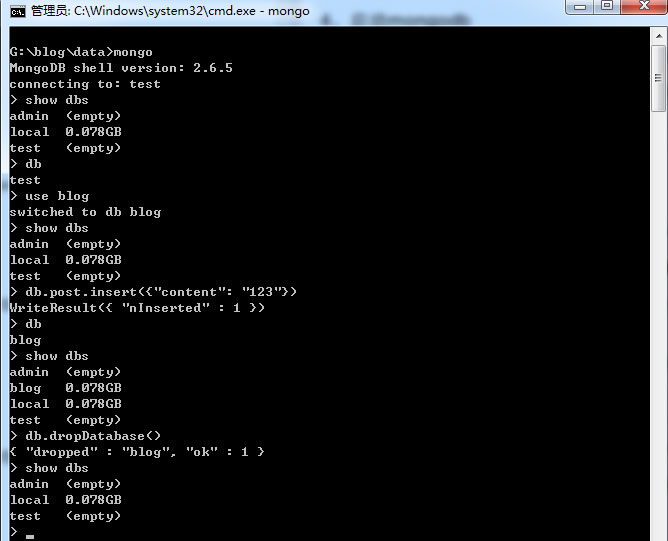 管理员: C:\Windows\system32\cmd.exe - mongo
G:\blog\data>mongo
MongoDB shell version: 2.6.5
connecting to: test
> show dbs
admin  (empty)
local  0.078GB
test   (empty)
> db
test
> use blog
switched to db blog
> show dbs
admin  (empty)
local  0.078GB
test   (empty)
> db.post.insert({"content": "123"})
WriteResult({ "nInserted" : 1 })
> db
blog
> show dbs
admin  (empty)
blog   0.078GB
local  0.078GB
test   (empty)
> db.dropDatabase()
{ "dropped" : "blog", "ok" : 1 }
> show dbs
admin  (empty)
local  0.078GB
test   (empty)
>